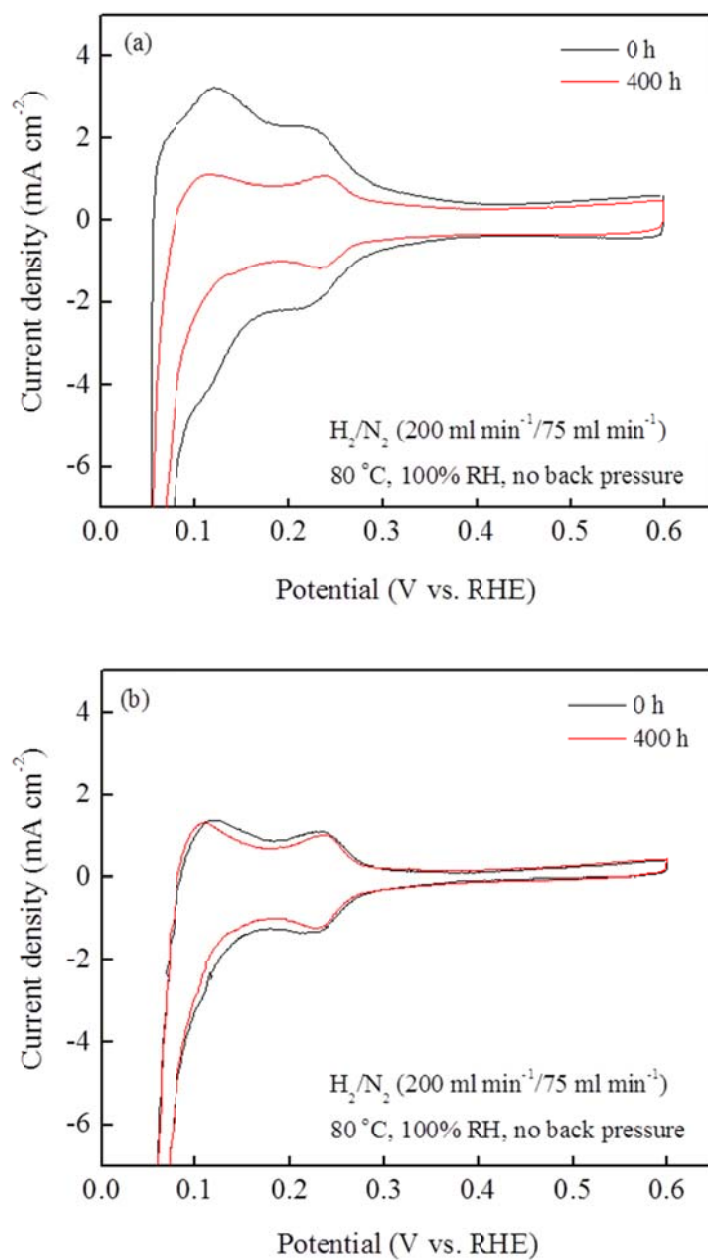 (a)
0 h
400 h
4
2
0
-2
-4
-6
Current density (mA cm⁻²)
H₂/N₂ (200 ml min⁻¹/75 ml min⁻¹)
80 °C, 100% RH, no back pressure
0.0 0.1 0.2 0.3 0.4 0.5 0.6
Potential (V vs. RHE)
(b)
0 h
400 h
4
2
0
-2
-4
-6
Current density (mA cm⁻²)
H₂/N₂ (200 ml min⁻¹/75 ml min⁻¹)
80 °C, 100% RH, no back pressure
0.0 0.1 0.2 0.3 0.4 0.5 0.6
Potential (V vs. RHE)